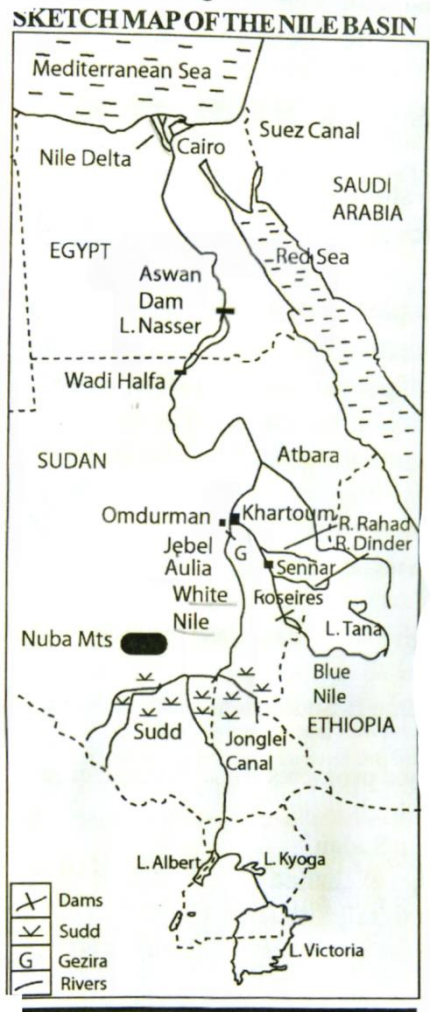 SKETCH MAP OF THE NILE BASIN
Mediterranean Sea
Suez Canal
Nile Delta
Cairo
SAUDI
ARABIA
EGYPT
Red Sea
Aswan
Dam
L. Nasser
Wadi Halfa
SUDAN
Atbara
Omdurman
Khartoum
R. Rahad
R. Dinder
Jebel
Aulia
G
Sennar
White
Nile
Roseires
L. Tana
Nuba Mts
Blue
Nile
ETHIOPIA
Sudd
Jonglei
Canal
L. Albert
L. Kyoga
L. Victoria
Dams
Sudd
G Gezira
Rivers